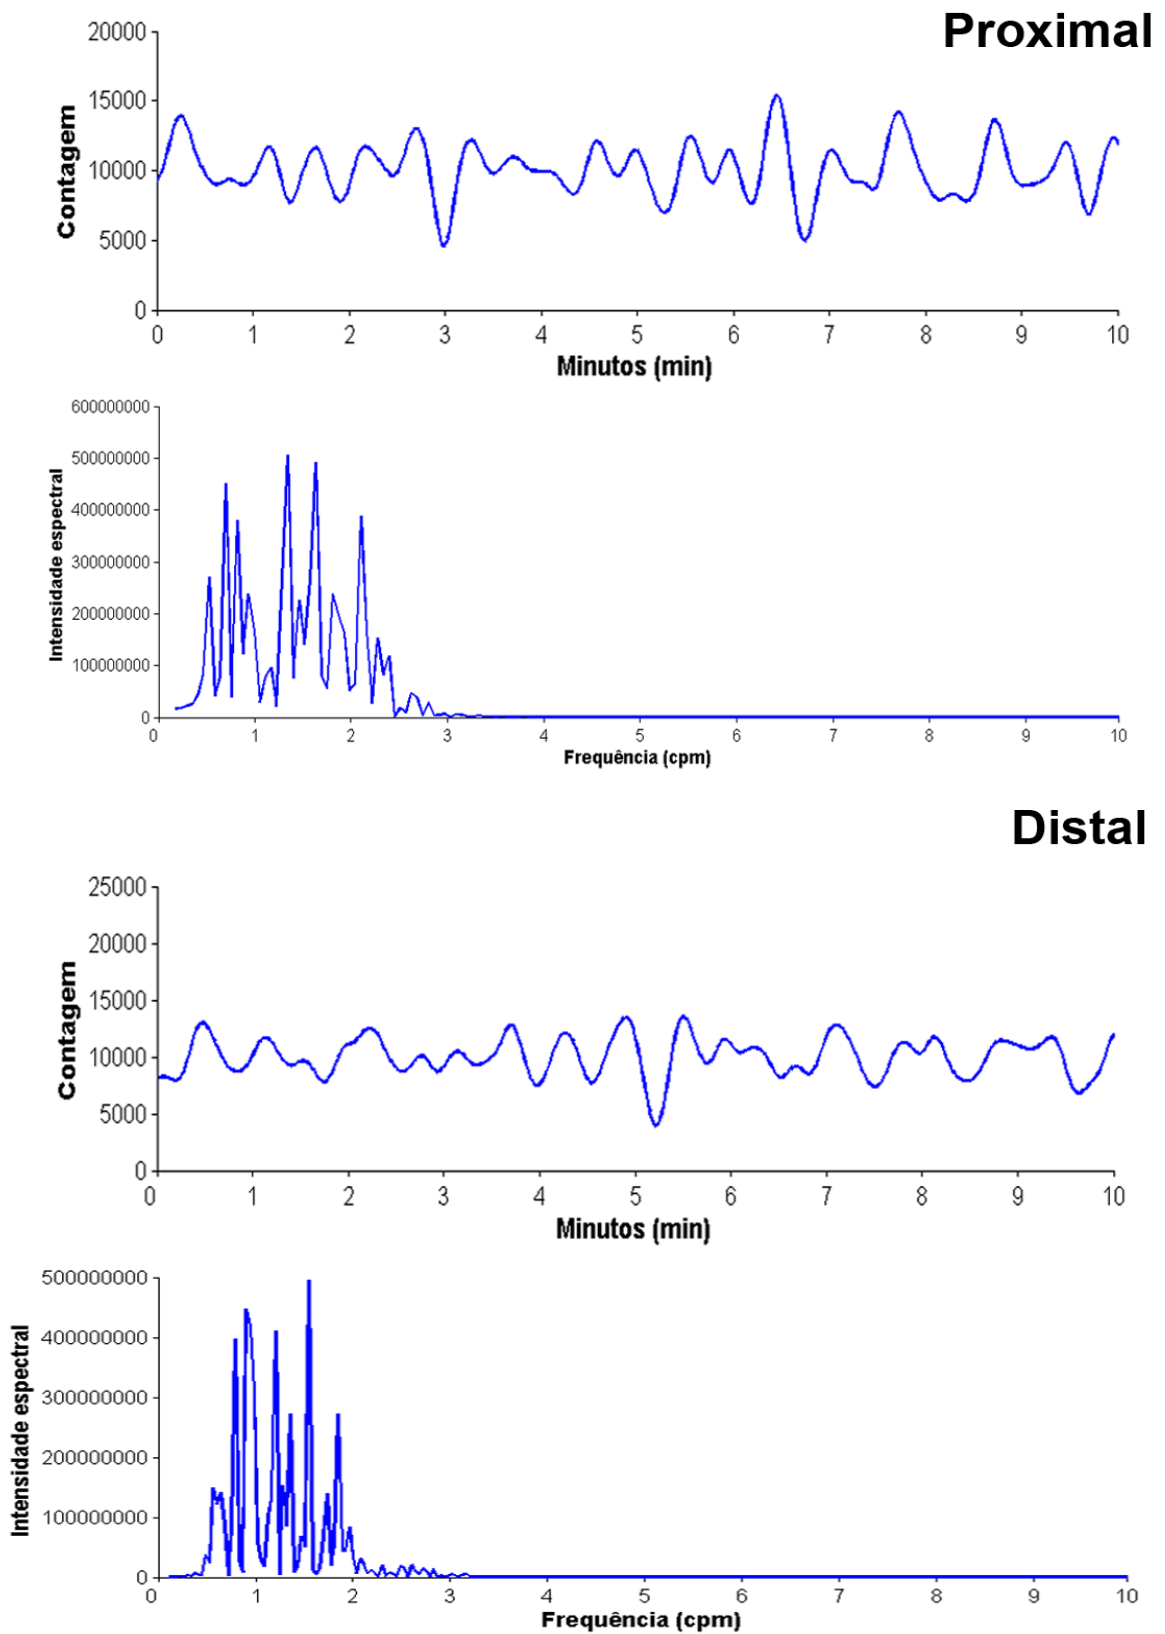 Proximal
20000
15000
10000
5000
0
Contagem
0 1 2 3 4 5 6 7 8 9 10
Minutos (min)
600000000
500000000
400000000
300000000
200000000
100000000
0
Intensidade espectral
0 1 2 3 4 5 6 7 8 9 10
Frequência (cpm)
Distal
25000
20000
15000
10000
5000
0
Contagem
0 1 2 3 4 5 6 7 8 9 10
Minutos (min)
500000000
400000000
300000000
200000000
100000000
0
Intensidade espectral
0 1 2 3 4 5 6 7 8 9 10
Frequência (cpm)